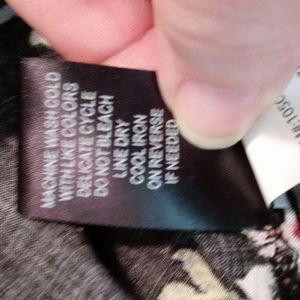 MACHINE WASH COLD
WITH LIKE COLORS
DELICATE CYCLE
DO NOT BLEACH
LINE DRY
COOL IRON
ON REVERSE
IF NEEDED